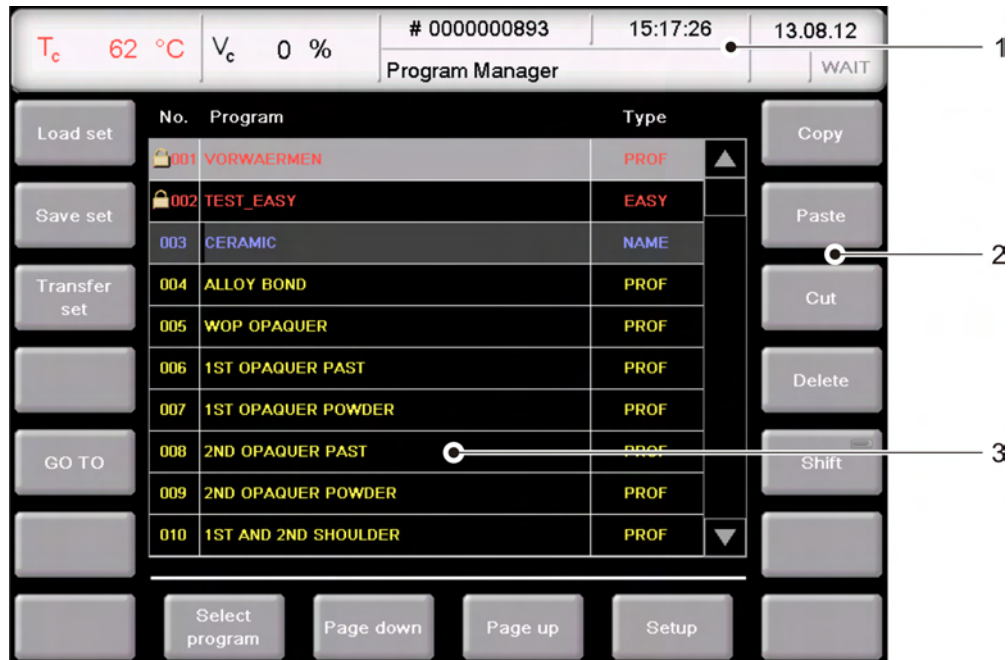 Tc 62 °C
Vc 0 %
# 0000000893
15:17:26
13.08.12
Program Manager
WAIT
1
No. Program Type
001 VORWAERMEN PROF
002 TEST_EASY EASY
003 CERAMIC NAME
004 ALLOY BOND PROF
005 WOP OPAQUER PROF
006 1ST OPAQUER PAST PROF
007 1ST OPAQUER POWDER PROF
008 2ND OPAQUER PAST PROF
009 2ND OPAQUER POWDER PROF
010 1ST AND 2ND SHOULDER PROF
Load set
Save set
Transfer
set
GO TO
Copy
Paste
2
Cut
Delete
Shift
3
Select
program
Page down
Page up
Setup